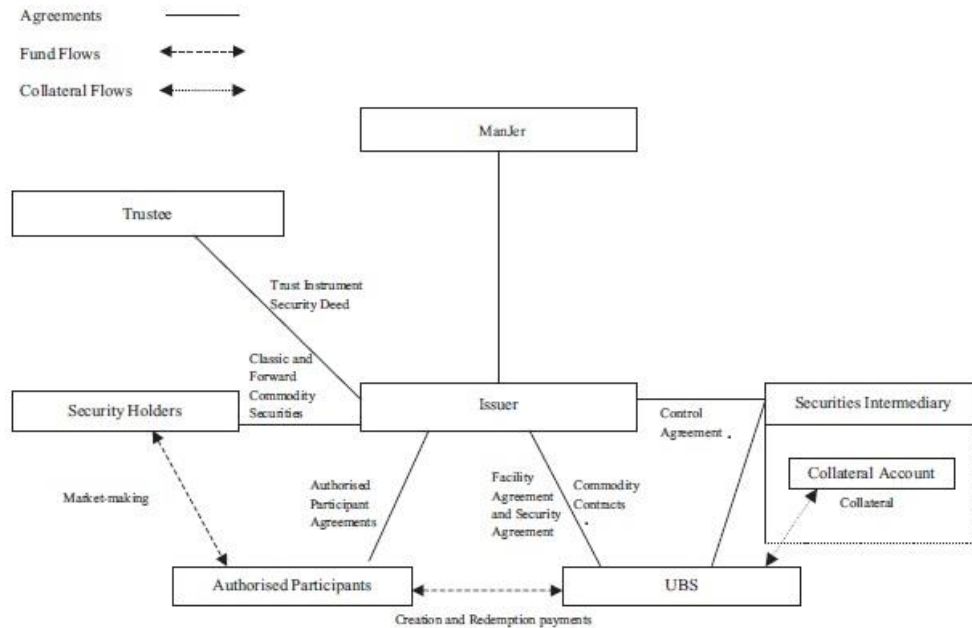 Agreements
Fund Flows
Collateral Flows
ManJer
Trustee
Trust Instrument
Security Deed
Classic and
Forward
Commodity
Securities
Security Holders
Issuer
Control
Agreement .
Securities Intermediary
Collateral Account
Collateral
Market-making
Authorised
Participant
Agreements
Facility
Agreement
and Security
Agreement
Commodity
Contracts
.
Authorised Participants
UBS
Creation and Redemption payments